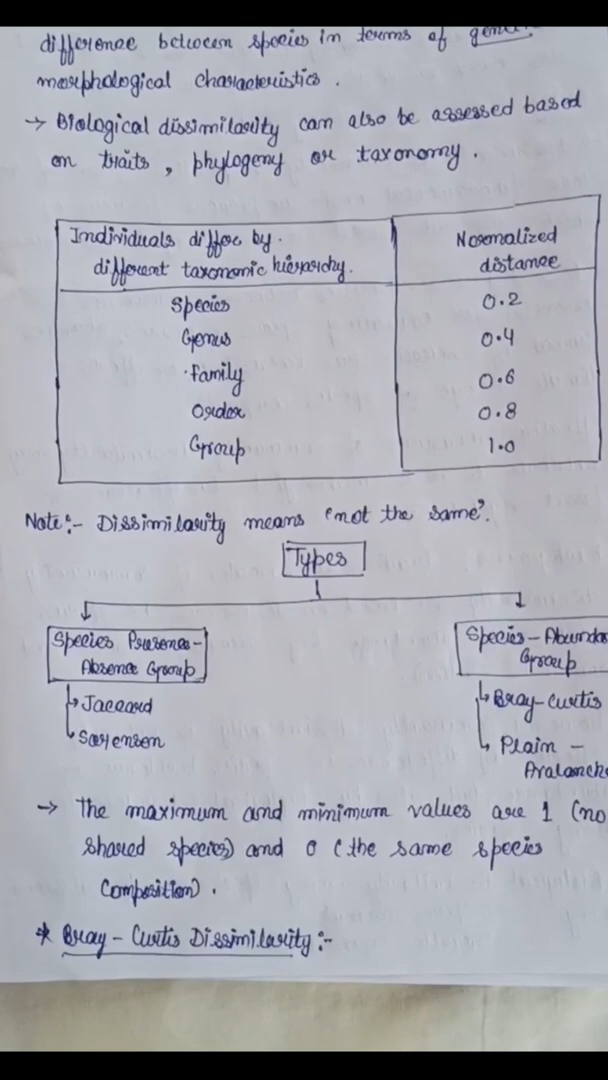 difference between species in terms of
morphological characteristics.
→ Biological dissimilarity can also be assessed based
on traits, phylogeny or taxonomy.
Individuals differ by.
different taxonomic hierarchy.
Normalized
distance
Species 0.2
Genus 0.4
family 0.6
Order 0.8
Group 1.0
Note:- Dissimilarity means 'not the same'.
Types
Species Presence-
Absence Group
Jaccard
Sorenson
Species-Abunda
Group
Bray-Curtis
Plaim -
Avalanche
→ The maximum and minimum values are 1 (no
shared species) and 0 (the same species
composition).
* Bray-Curtis Dissimilarity:-